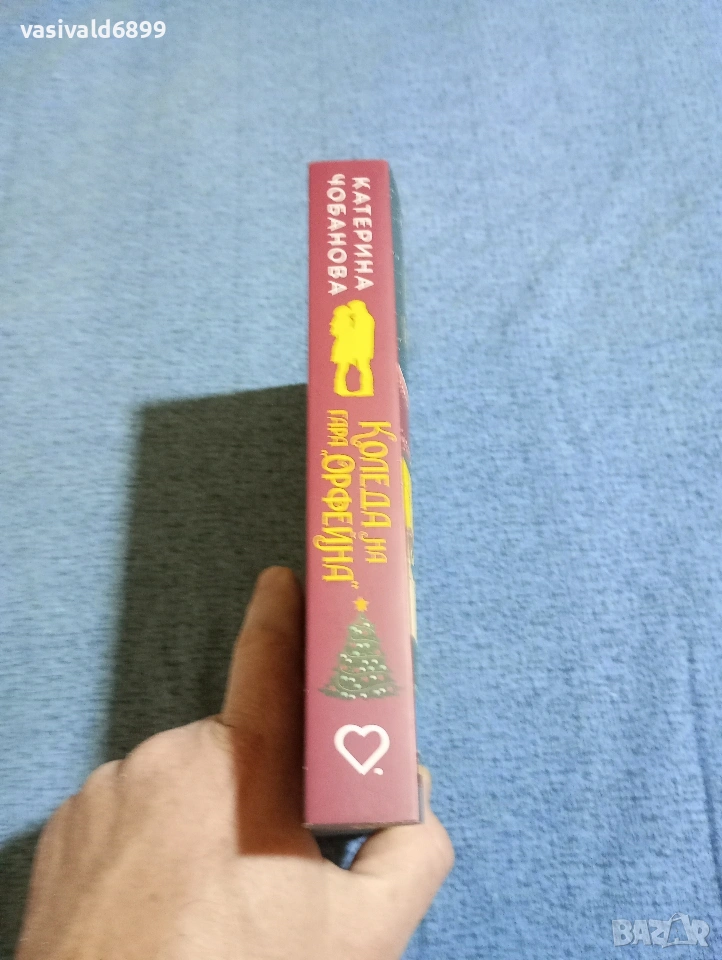 vasivald6899
КАТЕРИНА
ЧОБАНОВА
КОЛЕДА НА
ГАРА „ОРФЕЙНА“
BAZAR